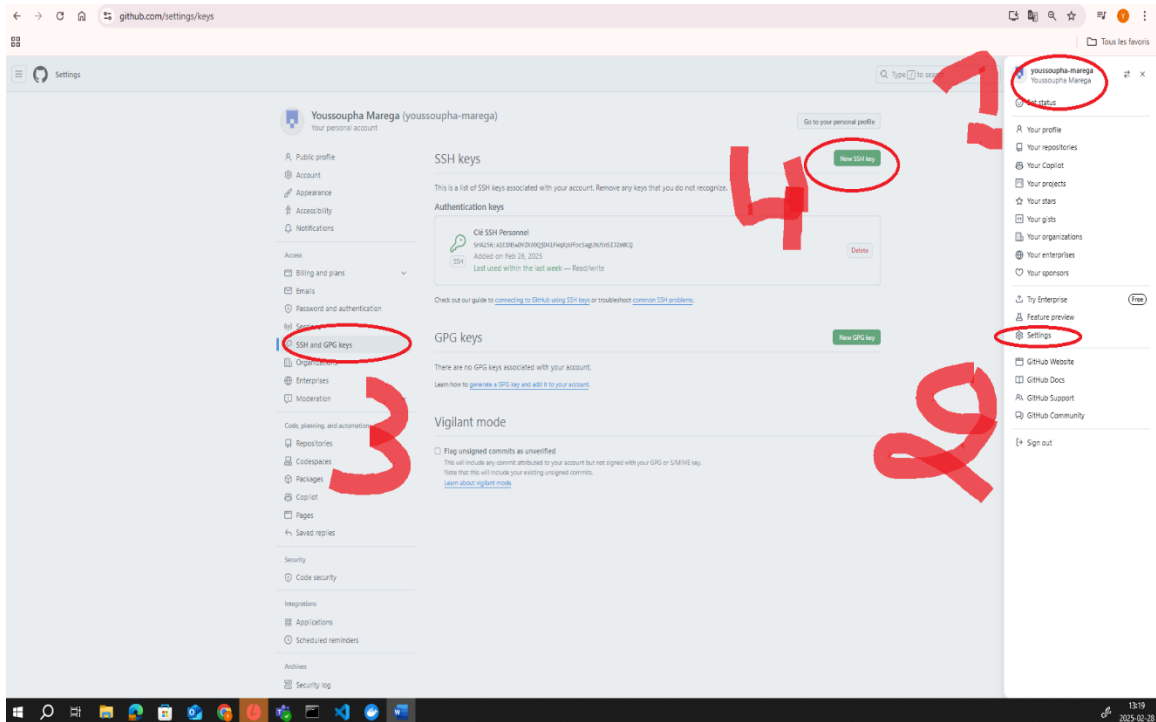 github.com/settings/keys
Tous les favoris
Settings
Type / to search
youssoupha-marega
Youssoupha Marega
Set status
Your profile
Your repositories
Your Copilot
Your projects
Your stars
Your gists
Your organizations
Your enterprises
Your sponsors
Try Enterprise
Free
Feature preview
Settings
GitHub Website
GitHub Docs
GitHub Support
GitHub Community
Sign out
1
2
3
4
Youssoupha Marega (youssoupha-marega)
Your personal account
Go to your personal profile
Public profile
Account
Appearance
Accessibility
Notifications
Access
Billing and plans
Emails
Password and authentication
Sessions
SSH and GPG keys
Organizations
Enterprises
Moderation
Code, planning, and automation
Repositories
Codespaces
Packages
Copilot
Pages
Saved replies
Security
Code security
Integrations
Applications
Scheduled reminders
Archives
Security log
SSH keys
New SSH key
This is a list of SSH keys associated with your account. Remove any keys that you do not recognize.
Authentication keys
Clé SSH Personnel
SSH
Added on Feb 26, 2025
Last used within the last week — Read/write
Delete
Check out our guide to connecting to GitHub using SSH keys or troubleshoot common SSH problems.
GPG keys
New GPG key
There are no GPG keys associated with your account.
Learn how to generate a GPG key and add it to your account.
Vigilant mode
Flag unsigned commits as unverified
This will include any commit attributed to your account but not signed with your GPG or S/MIME key.
Note that this will include your existing unsigned commits.
Learn about vigilant mode.
13:19
2025-02-28